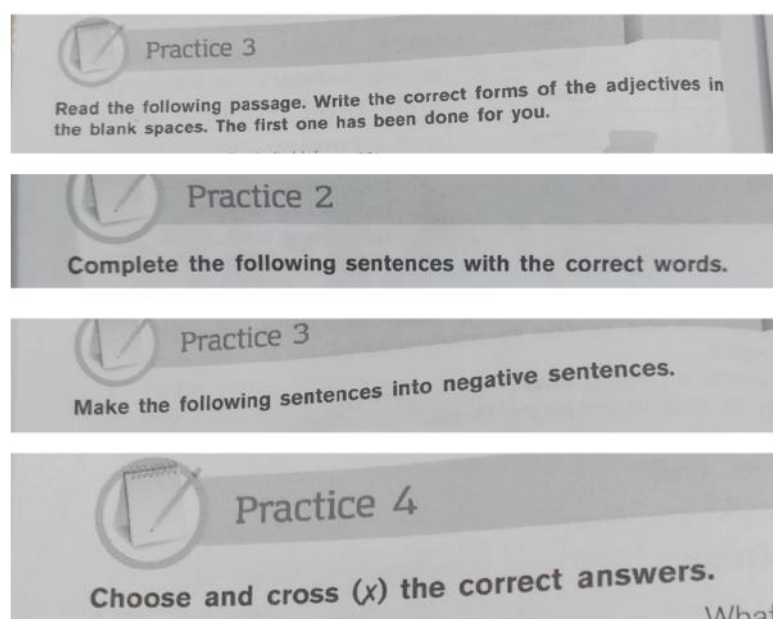 Practice 3
Read the following passage. Write the correct forms of the adjectives in
the blank spaces. The first one has been done for you.
Practice 2
Complete the following sentences with the correct words.
Practice 3
Make the following sentences into negative sentences.
Practice 4
Choose and cross (x) the correct answers.
What